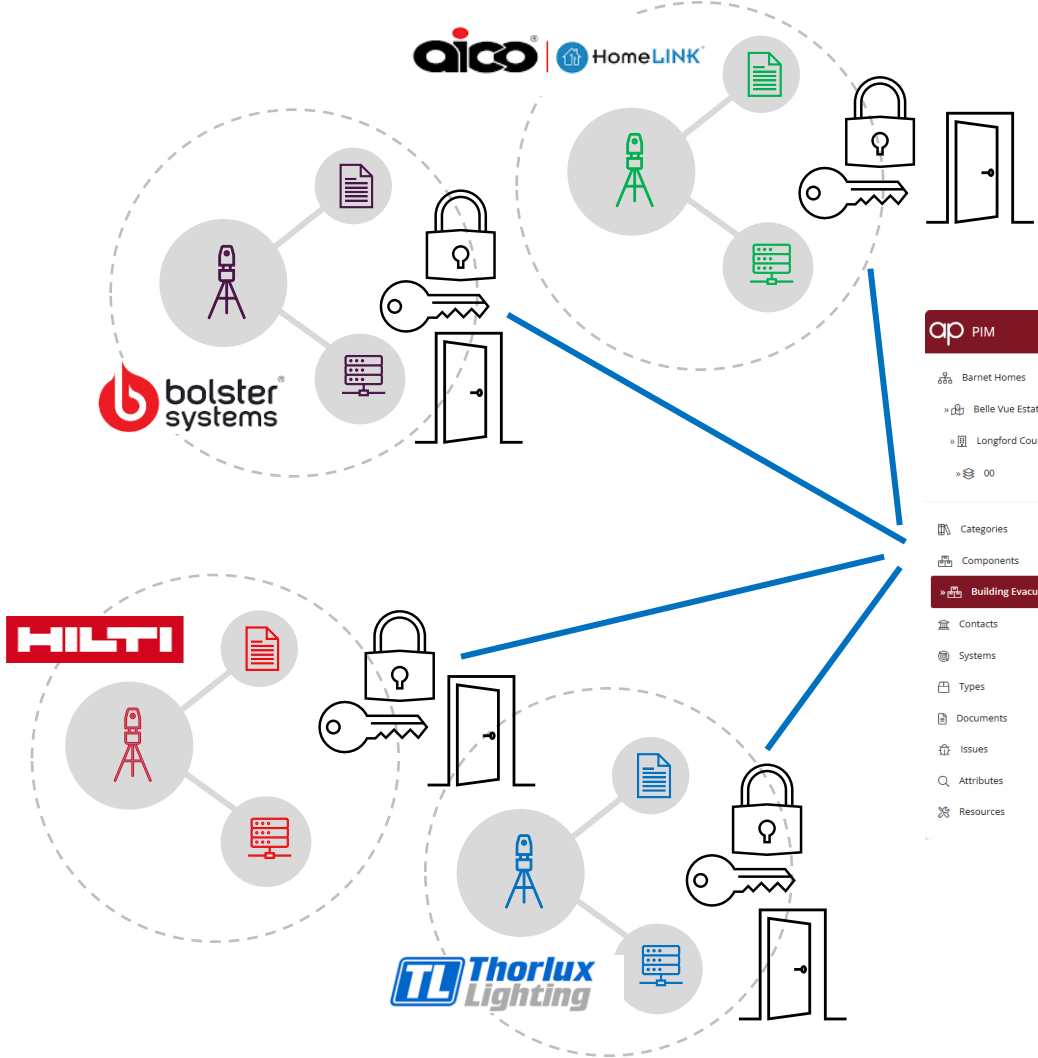 aico®
HomeLINK®
bolster®
systems
ap PIM
Barnet Homes
» Belle Vue Estat
» Longford Cou
» 00
Categories
Components
» Building Evacu
HILTI
Contacts
Systems
Types
Documents
Issues
Attributes
Resources
TL Thorlux
Lighting